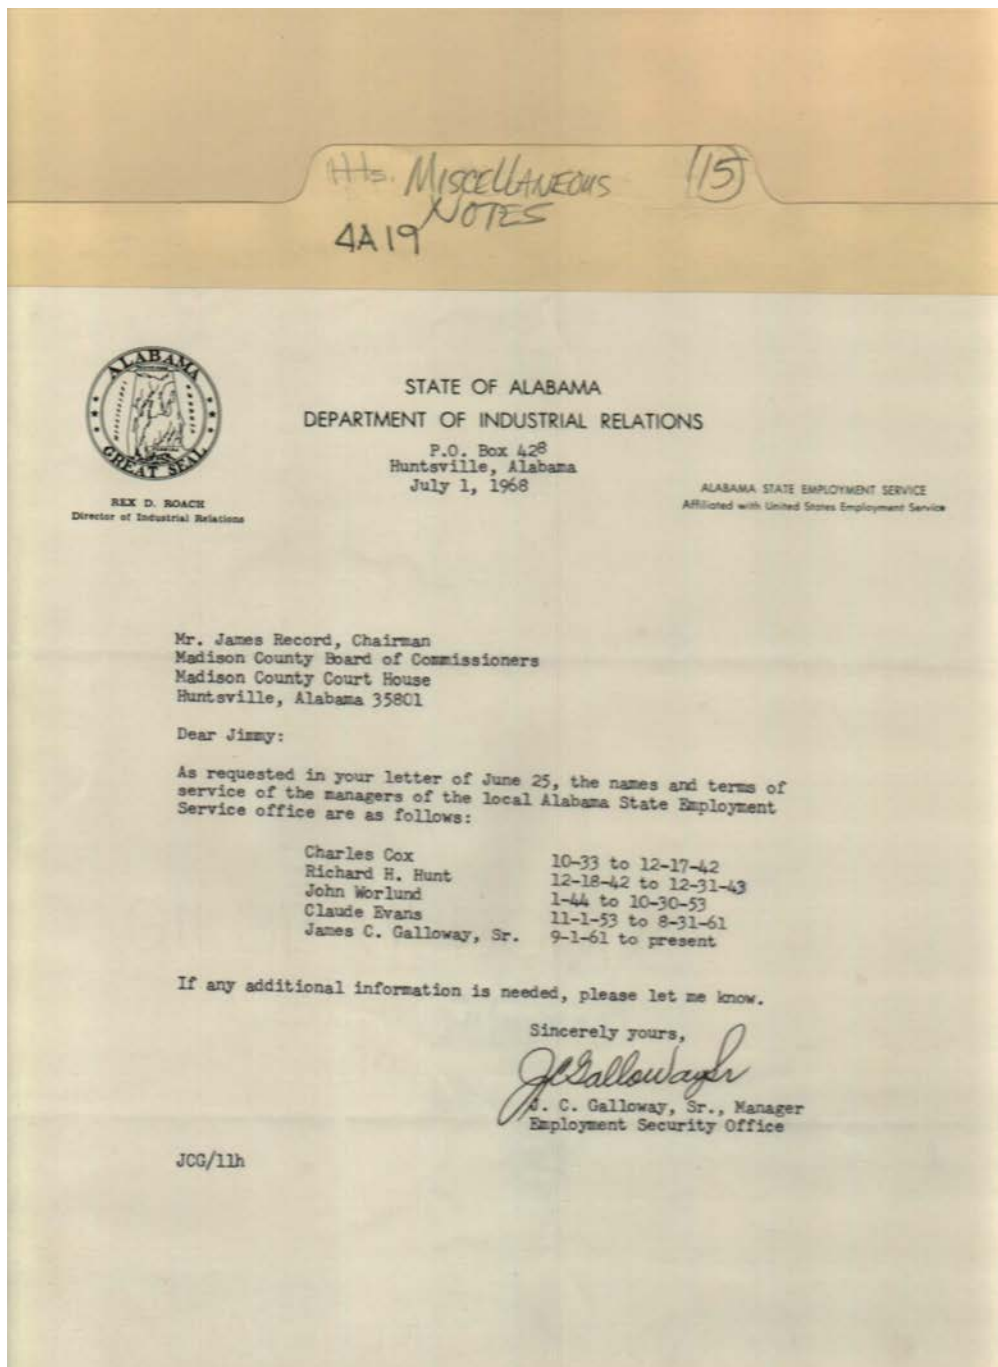 Hts. MISCELLANEOUS 15
NOTES
4A19
ALABAMA
GREAT SEAL
REX D. ROACH
Director of Industrial Relations
STATE OF ALABAMA
DEPARTMENT OF INDUSTRIAL RELATIONS
P.O. Box 428
Huntsville, Alabama
July 1, 1968
ALABAMA STATE EMPLOYMENT SERVICE
Affiliated with United States Employment Service
Mr. James Record, Chairman
Madison County Board of Commissioners
Madison County Court House
Huntsville, Alabama 35801
Dear Jimmy:
As requested in your letter of June 25, the names and terms of
service of the managers of the local Alabama State Employment
Service office are as follows:
Charles Cox 10-33 to 12-17-42
Richard H. Hunt 12-18-42 to 12-31-43
John Worlund 1-44 to 10-30-53
Claude Evans 11-1-53 to 8-31-61
James C. Galloway, Sr. 9-1-61 to present
If any additional information is needed, please let me know.
Sincerely yours,
JCGalloway Sr
J. C. Galloway, Sr., Manager
Employment Security Office
JCG/llh